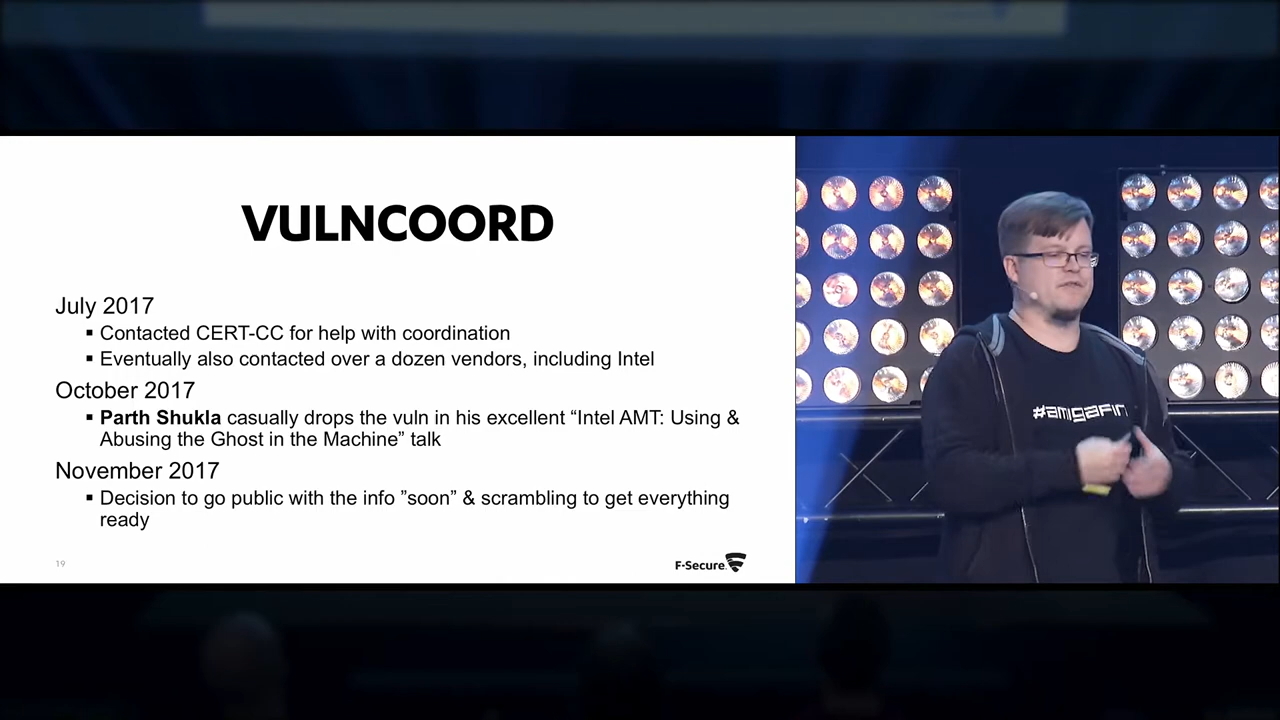 VULNCOORD
July 2017
▪ Contacted CERT-CC for help with coordination
▪ Eventually also contacted over a dozen vendors, including Intel
October 2017
▪ Parth Shukla casually drops the vuln in his excellent “Intel AMT: Using &
Abusing the Ghost in the Machine” talk
November 2017
▪ Decision to go public with the info ”soon” & scrambling to get everything
ready
19
F-Secure.
#amigafin